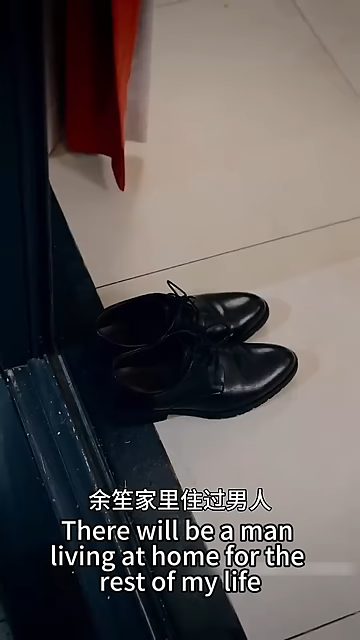 余笙家里住过男人
There will be a man
living at home for the
rest of my life